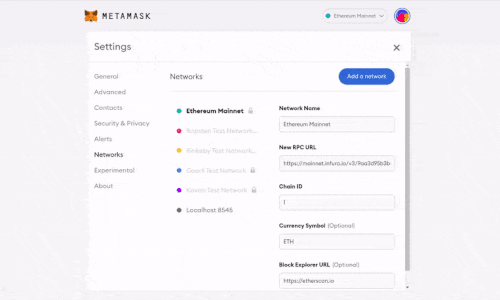 METAMASK
Ethereum Mainnet
Settings
General
Advanced
Contacts
Security & Privacy
Alerts
Networks
Experimental
About
Networks
Add a network
Ethereum Mainnet
Ropsten Test Network...
Rinkeby Test Network...
Goerli Test Network
Kovan Test Network
Localhost 8545
Network Name
Ethereum Mainnet
New RPC URL
https://mainnet.infura.io/v3/9aa3d95b3b
Chain ID
1
Currency Symbol (Optional)
ETH
Block Explorer URL (Optional)
https://etherscan.io